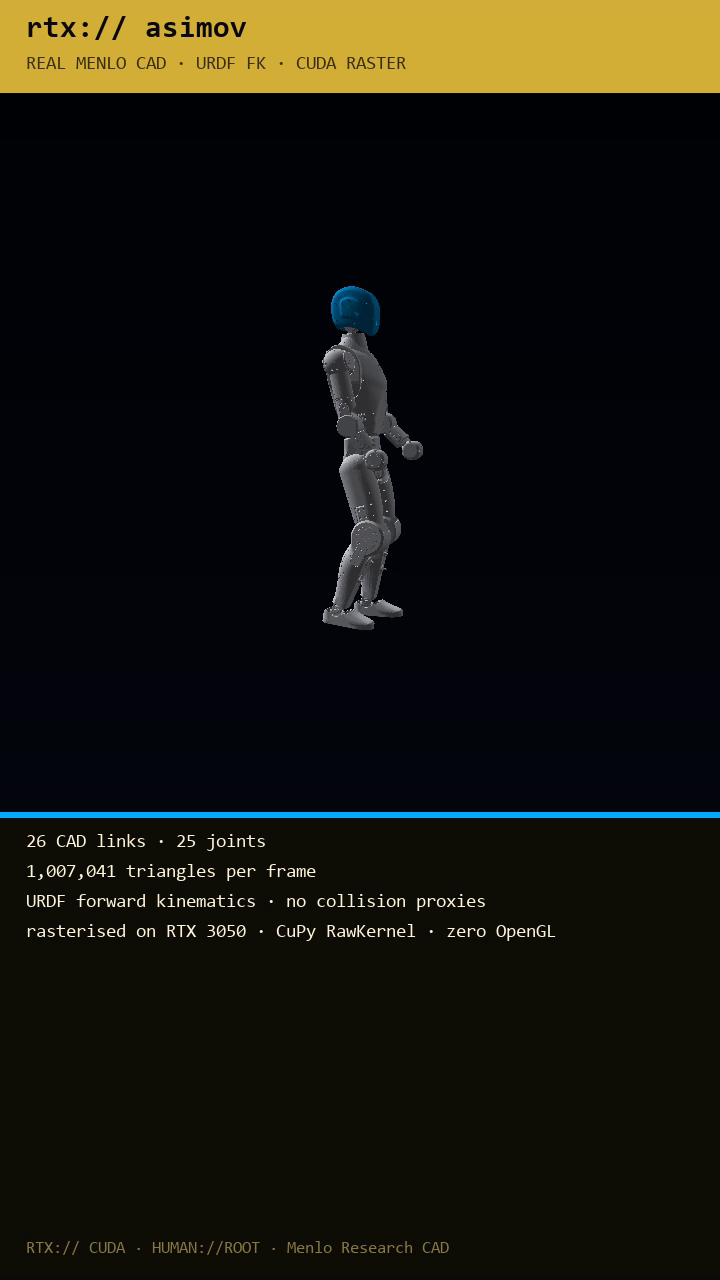 rtx:// asimov
REAL MENLO CAD · URDF FK · CUDA RASTER
26 CAD links · 25 joints
1,007,041 triangles per frame
URDF forward kinematics · no collision proxies
rasterised on RTX 3050 · CuPy RawKernel · zero OpenGL
RTX:// CUDA · HUMAN://ROOT · Menlo Research CAD